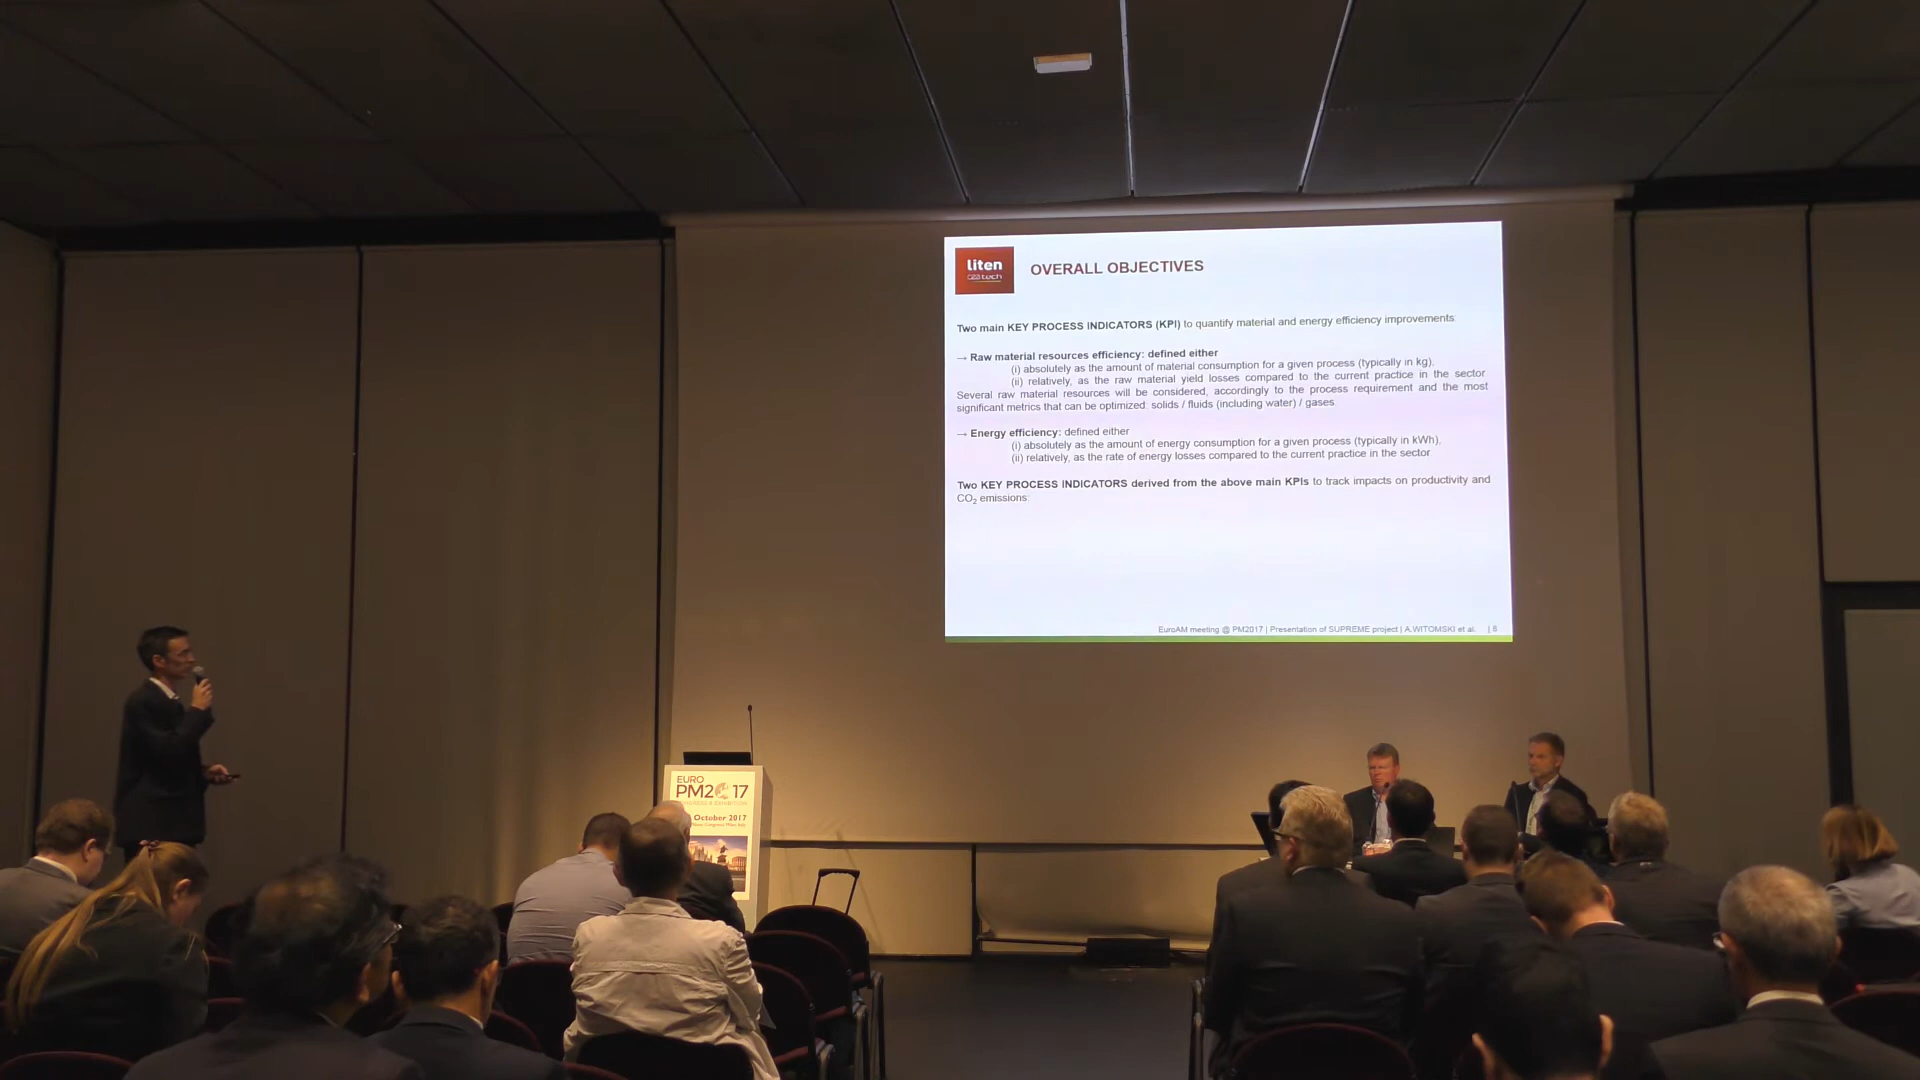 liten
ceatech
OVERALL OBJECTIVES
Two main KEY PROCESS INDICATORS (KPI) to quantify material and energy efficiency improvements:
→ Raw material resources efficiency: defined either
(i) absolutely as the amount of material consumption for a given process (typically in kg),
(ii) relatively, as the raw material yield losses compared to the current practice in the sector
Several raw material resources will be considered, accordingly to the process requirement and the most
significant metrics that can be optimized: solids / fluids (including water) / gases.
→ Energy efficiency: defined either
(i) absolutely as the amount of energy consumption for a given process (typically in kWh),
(ii) relatively, as the rate of energy losses compared to the current practice in the sector
Two KEY PROCESS INDICATORS derived from the above main KPIs to track impacts on productivity and
CO₂ emissions:
EuroAM meeting @ PM2017 | Presentation of SUPREME project | A.WITOMSKI et al. | 6
EURO
PM2017
CONGRESS & EXHIBITION
October 2017